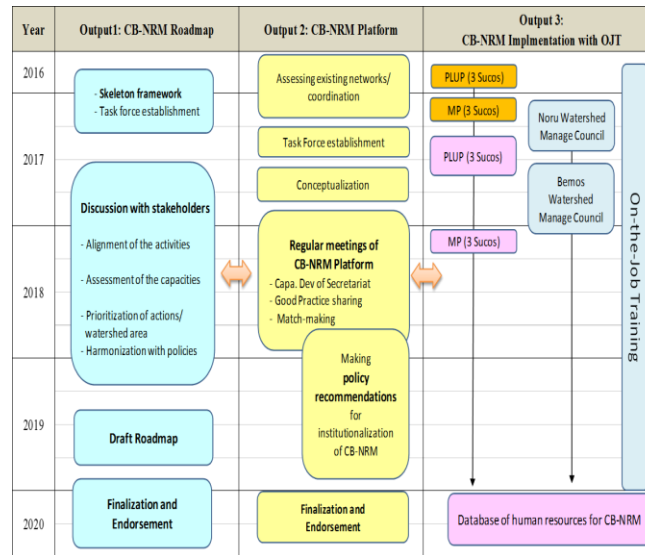 Year
Output1: CB-NRM Roadmap
Output 2: CB-NRM Platform
Output 3:
CB-NRM Implmentation with OJT
2016
2017
2018
2019
2020
- Skeleton framework
- Task force establishment
Discussion with stakeholders
- Alignment of the activities
- Assessment of the capacities
- Prioritization of actions/
watershed area
- Harmonization with policies
Draft Roadmap
Finalization and
Endorsement
Assessing existing networks/
coordination
Task Force establishment
Conceptualization
Regular meetings of
CB-NRM Platform
- Capa. Dev of Secretariat
- Good Practice sharing
- Match-making
Making
policy
recommendations
for
institutionalization
of CB-NRM
Finalization and
Endorsement
PLUP (3 Sucos)
MP (3 Sucos)
PLUP (3 Sucos)
MP (3 Sucos)
Noru Watershed
Manage Council
Bemos
Watershed
Manage Council
On-the-Job Training
Database of human resources for CB-NRM